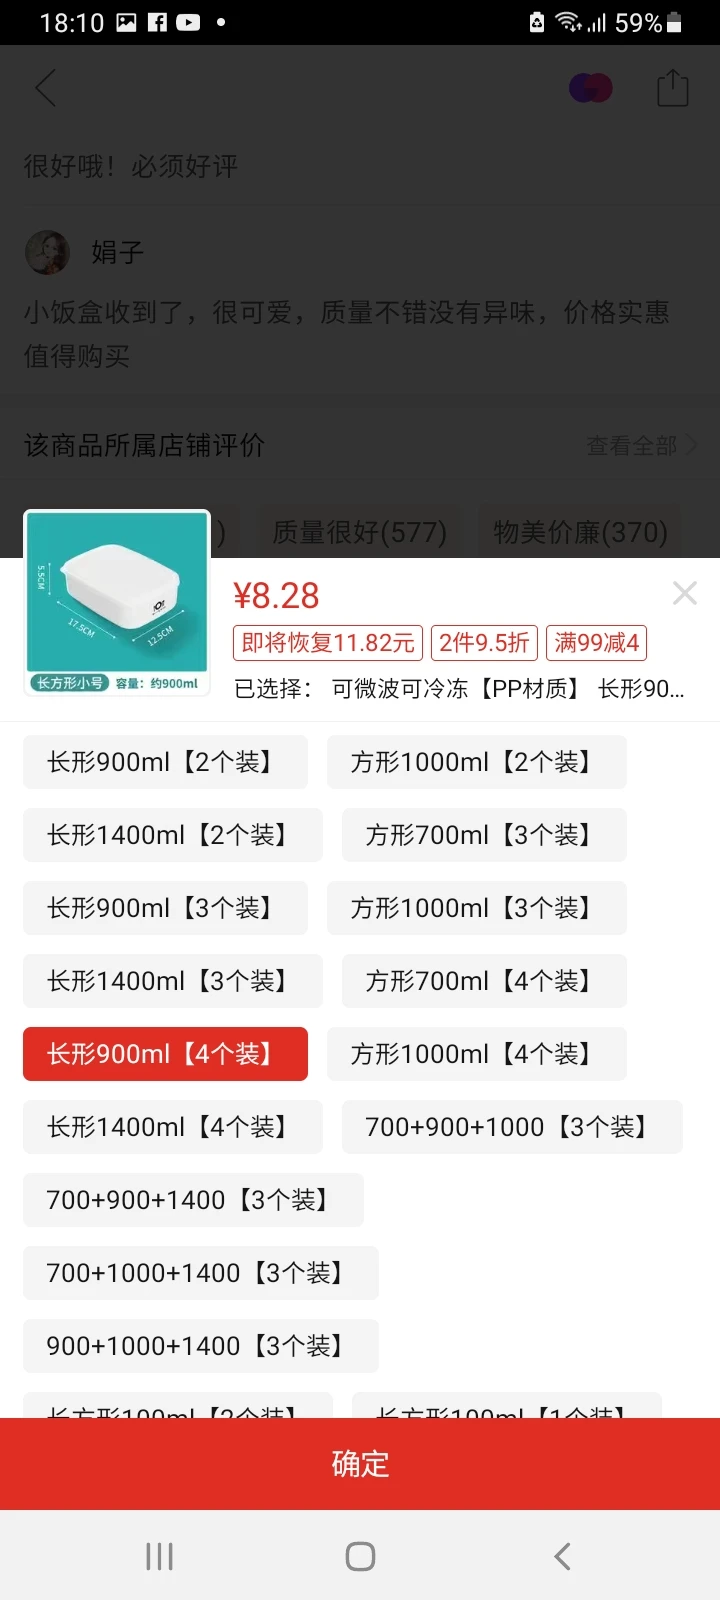 18:10
59%
很好哦！必须好评
娟子
小饭盒收到了，很可爱，质量不错没有异味，价格实惠
值得购买
该商品所属店铺评价
查看全部
)
质量很好(577)
物美价廉(370)
5.5CM
17.5CM
12.5CM
长方形小号
容量：约900ml
¥8.28
即将恢复11.82元
2件9.5折
满99减4
已选择： 可微波可冷冻【PP材质】 长形90...
长形900ml【2个装】
方形1000ml【2个装】
长形1400ml【2个装】
方形700ml【3个装】
长形900ml【3个装】
方形1000ml【3个装】
长形1400ml【3个装】
方形700ml【4个装】
长形900ml【4个装】
方形1000ml【4个装】
长形1400ml【4个装】
700+900+1000【3个装】
700+900+1400【3个装】
700+1000+1400【3个装】
900+1000+1400【3个装】
确定